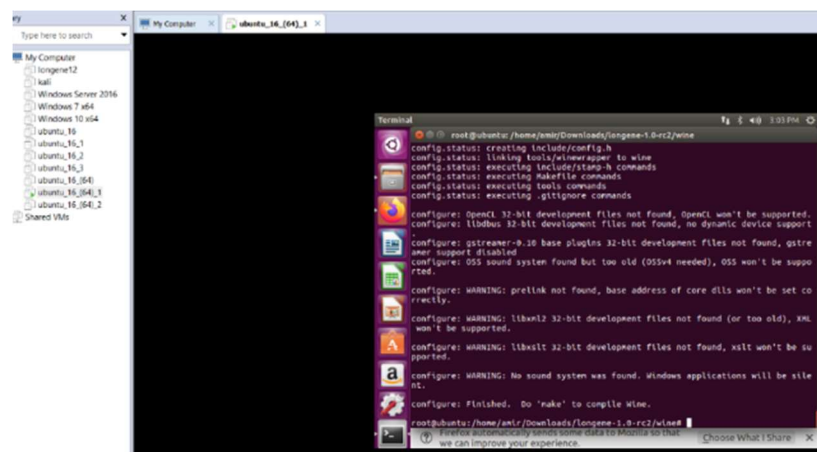 ry X
Type here to search
My Computer
longene12
kali
Windows Server 2016
Windows 7 x64
Windows 10 x64
ubuntu_16
ubuntu_16_1
ubuntu_16_2
ubuntu_16_3
ubuntu_16_(64)
ubuntu_16_(64)_1
ubuntu_16_(64)_2
Shared VMs
My Computer × ubuntu_16_(64)_1 ×
Terminal 3:03 PM
root@ubuntu: /home/amir/Downloads/longene-1.0-rc2/wine
config.status: creating include/config.h
config.status: linking tools/winewrapper to wine
config.status: executing include/stamp-h commands
config.status: executing Makefile commands
config.status: executing tools commands
config.status: executing .gitignore commands
configure: OpenCL 32-bit development files not found, OpenCL won't be supported.
configure: libdbus 32-bit development files not found, no dynamic device support
.
configure: gstreamer-0.10 base plugins 32-bit development files not found, gstre
amer support disabled
configure: OSS sound system found but too old (OSSv4 needed), OSS won't be suppo
rted.
configure: WARNING: prelink not found, base address of core dlls won't be set co
rrectly.
configure: WARNING: libxml2 32-bit development files not found (or too old), XML
won't be supported.
configure: WARNING: libxslt 32-bit development files not found, xslt won't be su
pported.
configure: WARNING: No sound system was found. Windows applications will be sile
nt.
configure: Finished. Do 'make' to compile Wine.
root@ubuntu:/home/amir/Downloads/longene-1.0-rc2/wine#
Firefox automatically sends some data to Mozilla so that
we can improve your experience.
Choose What I Share ×